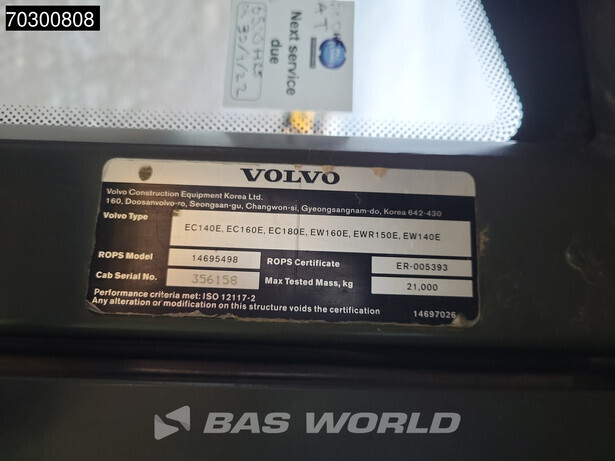 70300808
Next service
due
VOLVO
Volvo Construction Equipment Korea Ltd.
160, Doosanvolvo-ro, Seongsan-gu, Changwon-si, Gyeongsangnam-do, Korea 642-430
Volvo Type
EC140E, EC160E, EC180E, EW160E, EWR150E, EW140E
ROPS Model 14695498 ROPS Certificate ER-005393
Cab Serial No. 356158 Max Tested Mass, kg 21,000
Performance criteria met: ISO 12117-2
Any alteration or modification on this structure voids the certification 14697026
BAS WORLD